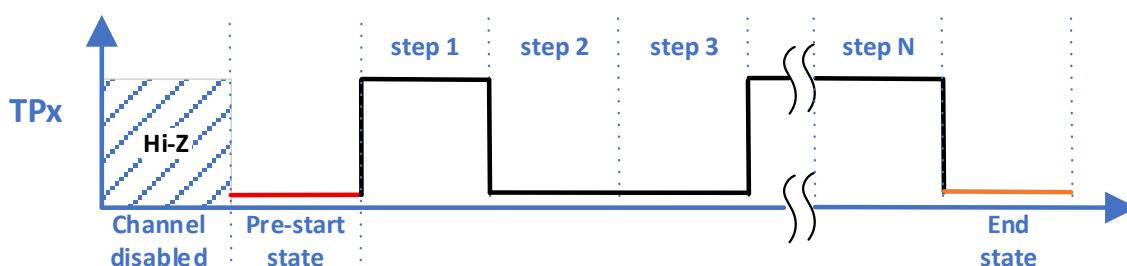 step 1
step 2
step 3
step N
TPx
Hi-Z
Channel
disabled
Pre-start
state
End
state